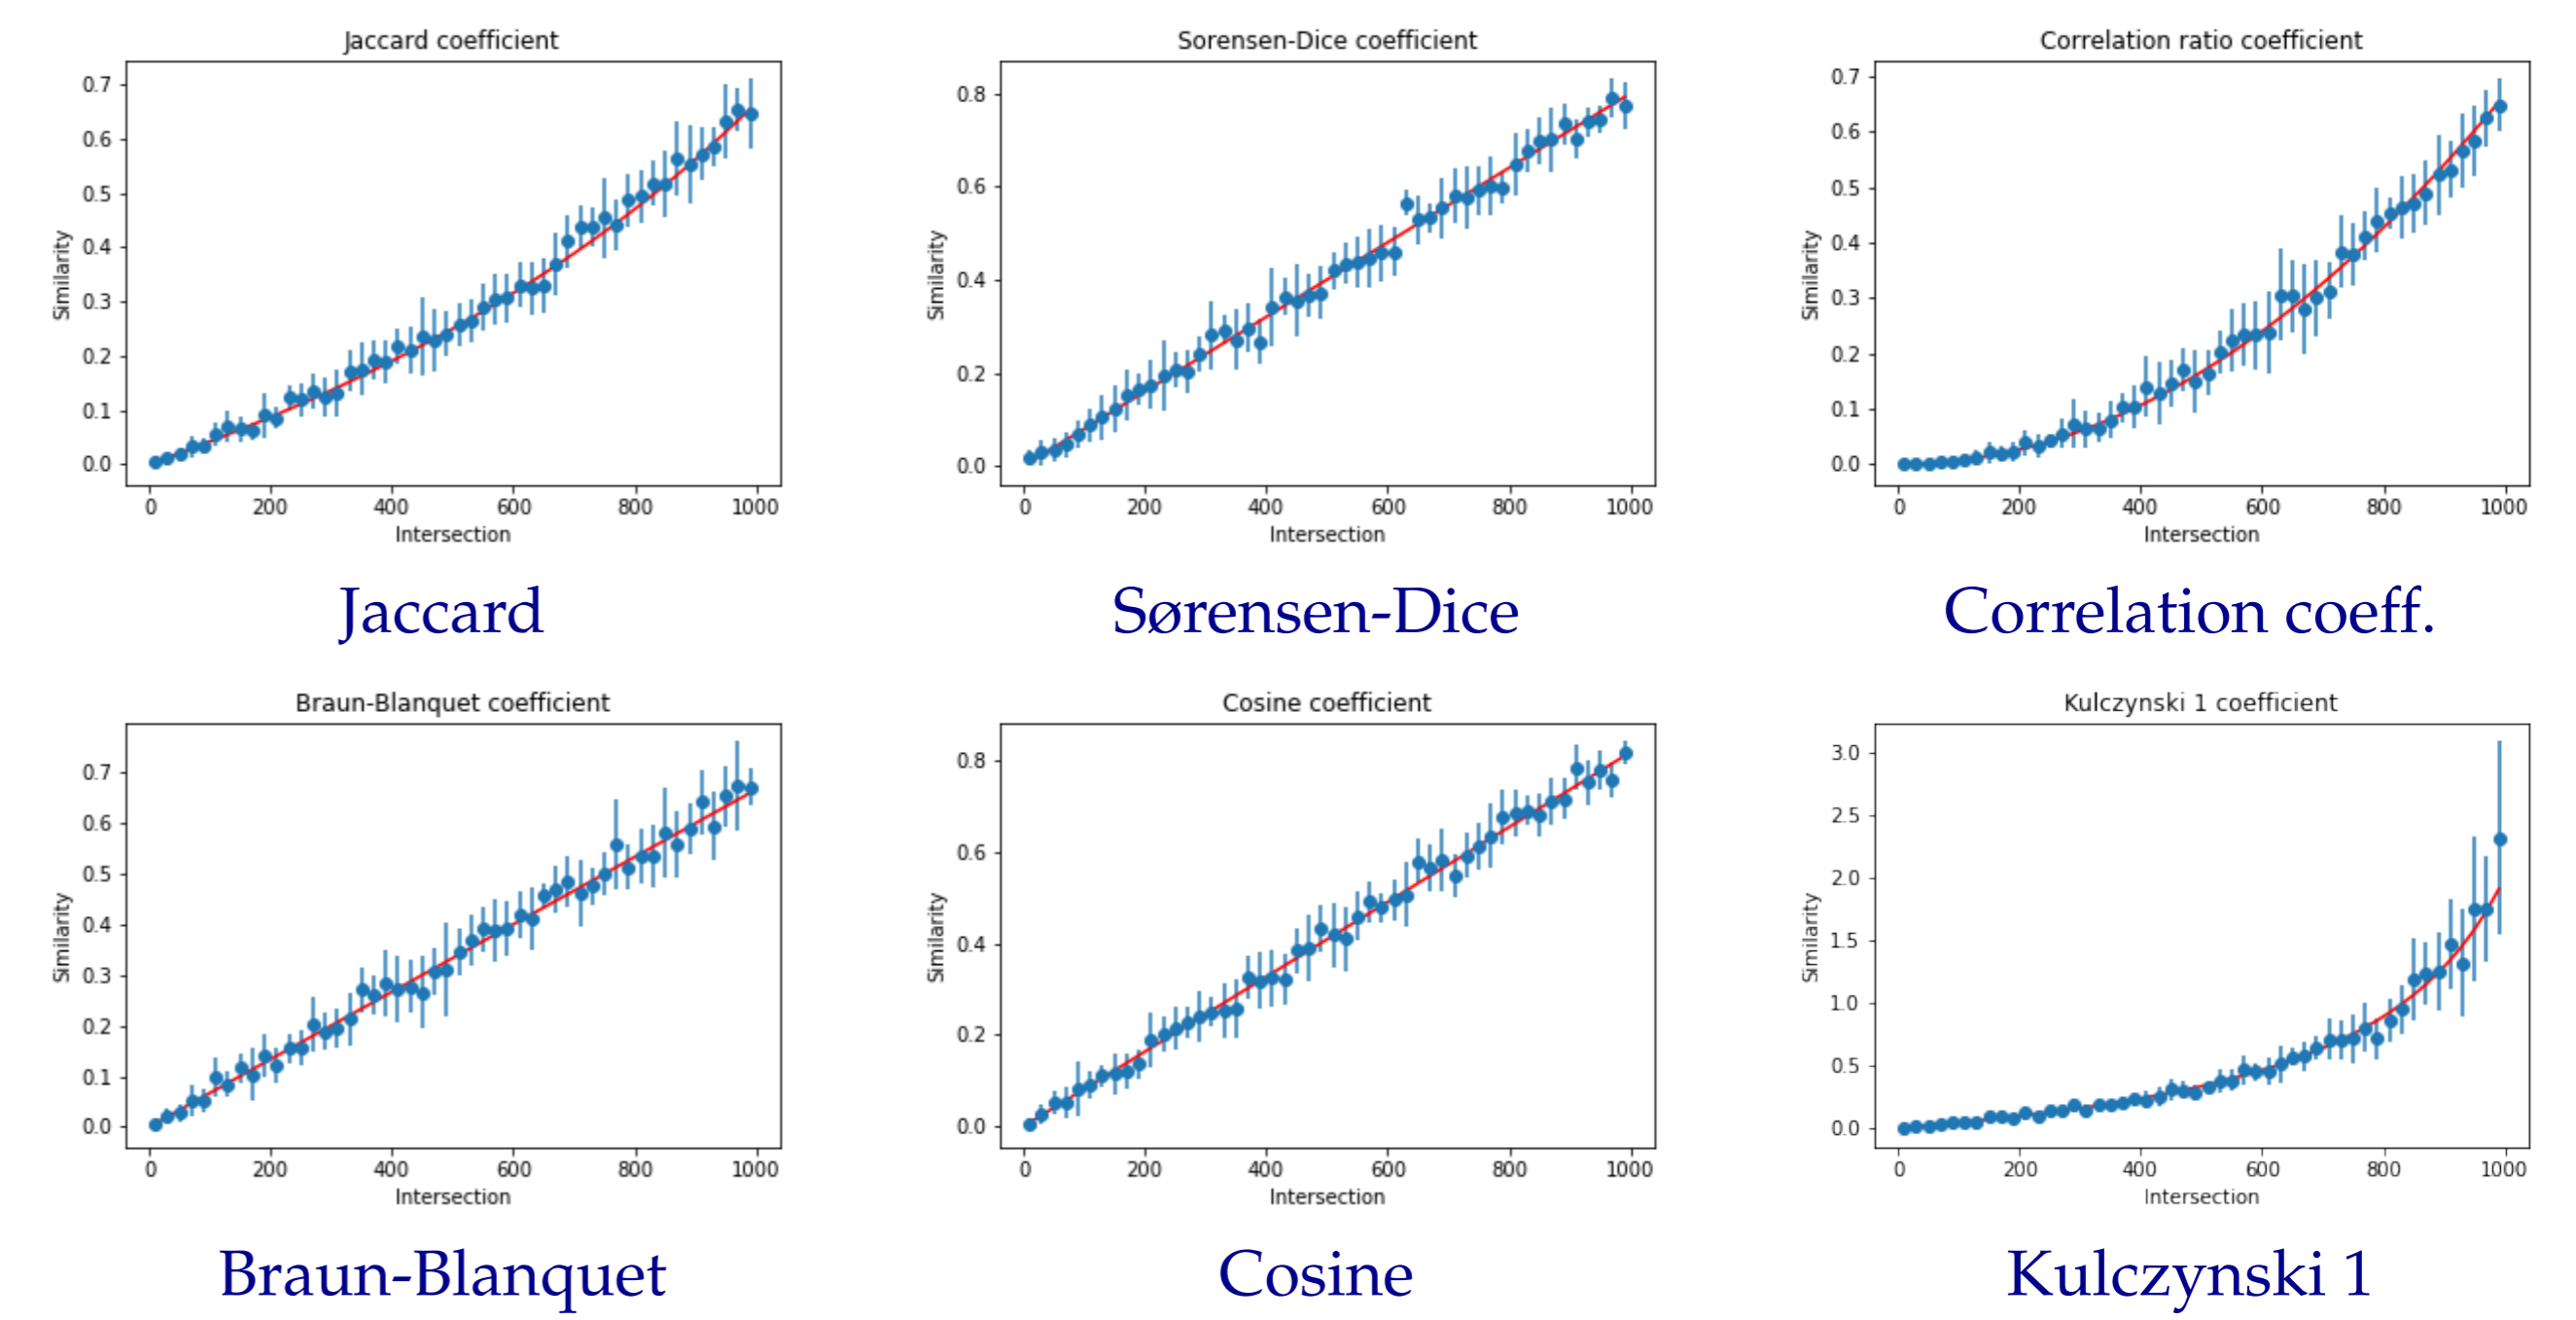 Jaccard coefficient
0.7
0.6
0.5
0.4
0.3
0.2
0.1
0.0
Similarity
0 200 400 600 800 1000
Intersection
Jaccard
Sorensen-Dice coefficient
0.8
0.6
0.4
0.2
0.0
Similarity
0 200 400 600 800 1000
Intersection
Sørensen-Dice
Correlation ratio coefficient
0.7
0.6
0.5
0.4
0.3
0.2
0.1
0.0
Similarity
0 200 400 600 800 1000
Intersection
Correlation coeff.
Braun-Blanquet coefficient
0.7
0.6
0.5
0.4
0.3
0.2
0.1
0.0
Similarity
0 200 400 600 800 1000
Intersection
Braun-Blanquet
Cosine coefficient
0.8
0.6
0.4
0.2
0.0
Similarity
0 200 400 600 800 1000
Intersection
Cosine
Kulczynski 1 coefficient
3.0
2.5
2.0
1.5
1.0
0.5
0.0
Similarity
0 200 400 600 800 1000
Intersection
Kulczynski 1